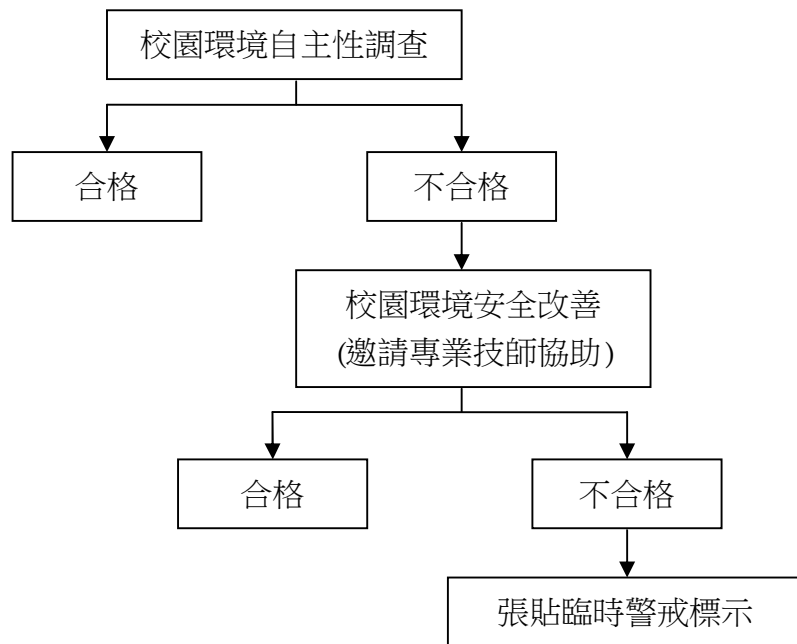 校園環境自主性調查
合格
不合格
校園環境安全改善
(邀請專業技師協助)
合格
不合格
張貼臨時警戒標示